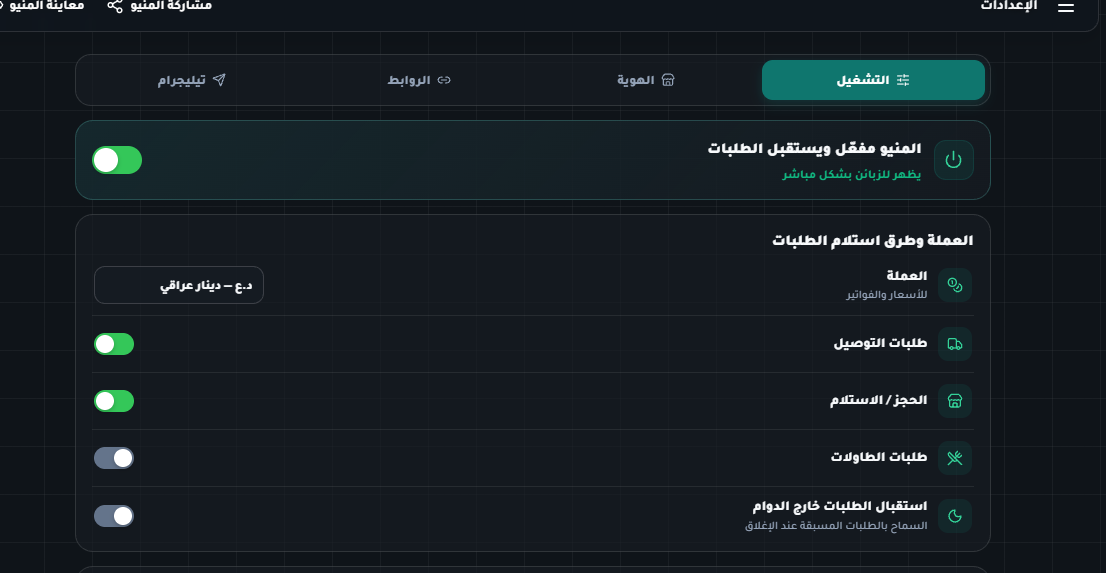 الإعدادات
مشاركة المنيو
معاينة المنيو
التشغيل
الهوية
الروابط
تيليجرام
المنيو مفعّل ويستقبل الطلبات
يظهر للزبائن بشكل مباشر
العملة وطرق استلام الطلبات
العملة
للأسعار والفواتير
د.ع — دينار عراقي
طلبات التوصيل
الحجز / الاستلام
طلبات الطاولات
استقبال الطلبات خارج الدوام
السماح بالطلبات المسبقة عند الإغلاق